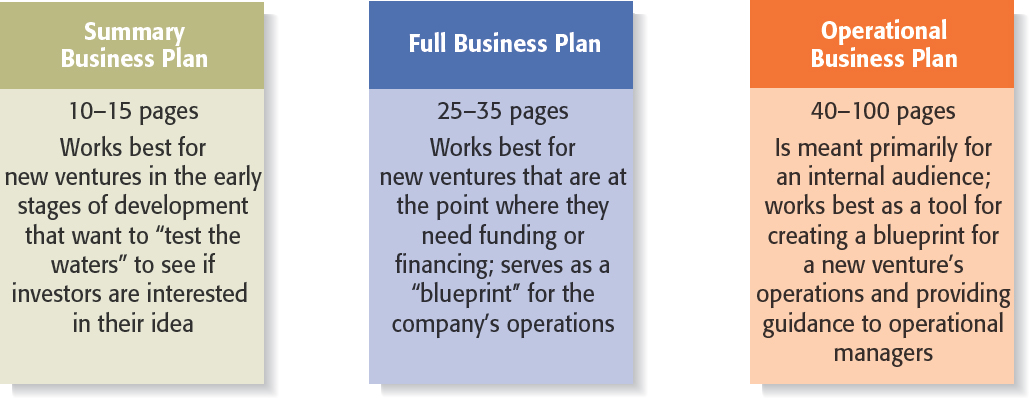 Summary
Business Plan
10–15 pages
Works best for
new ventures in the early
stages of development
that want to “test the
waters” to see if
investors are interested
in their idea
Full Business Plan
25–35 pages
Works best for
new ventures that are at
the point where they
need funding or
financing; serves as a
“blueprint” for the
company’s operations
Operational
Business Plan
40–100 pages
Is meant primarily for
an internal audience;
works best as a tool for
creating a blueprint for
a new venture’s
operations and providing
guidance to operational
managers